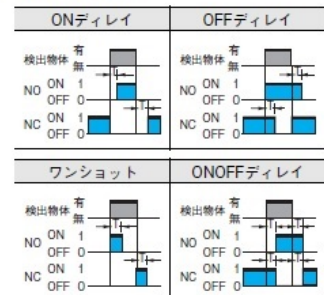 ONディレイ
検出物体 有
無
T
NO ON 1
OFF 0
T
NC ON 1
OFF 0
OFFディレイ
検出物体 有
無
T
NO ON 1
OFF 0
T
NC ON 1
OFF 0
ワンショット
検出物体 有
無
T
NO ON 1
OFF 0
T
NC ON 1
OFF 0
ONOFFディレイ
検出物体 有
無
T T
NO ON 1
OFF 0
T T
NC ON 1
OFF 0